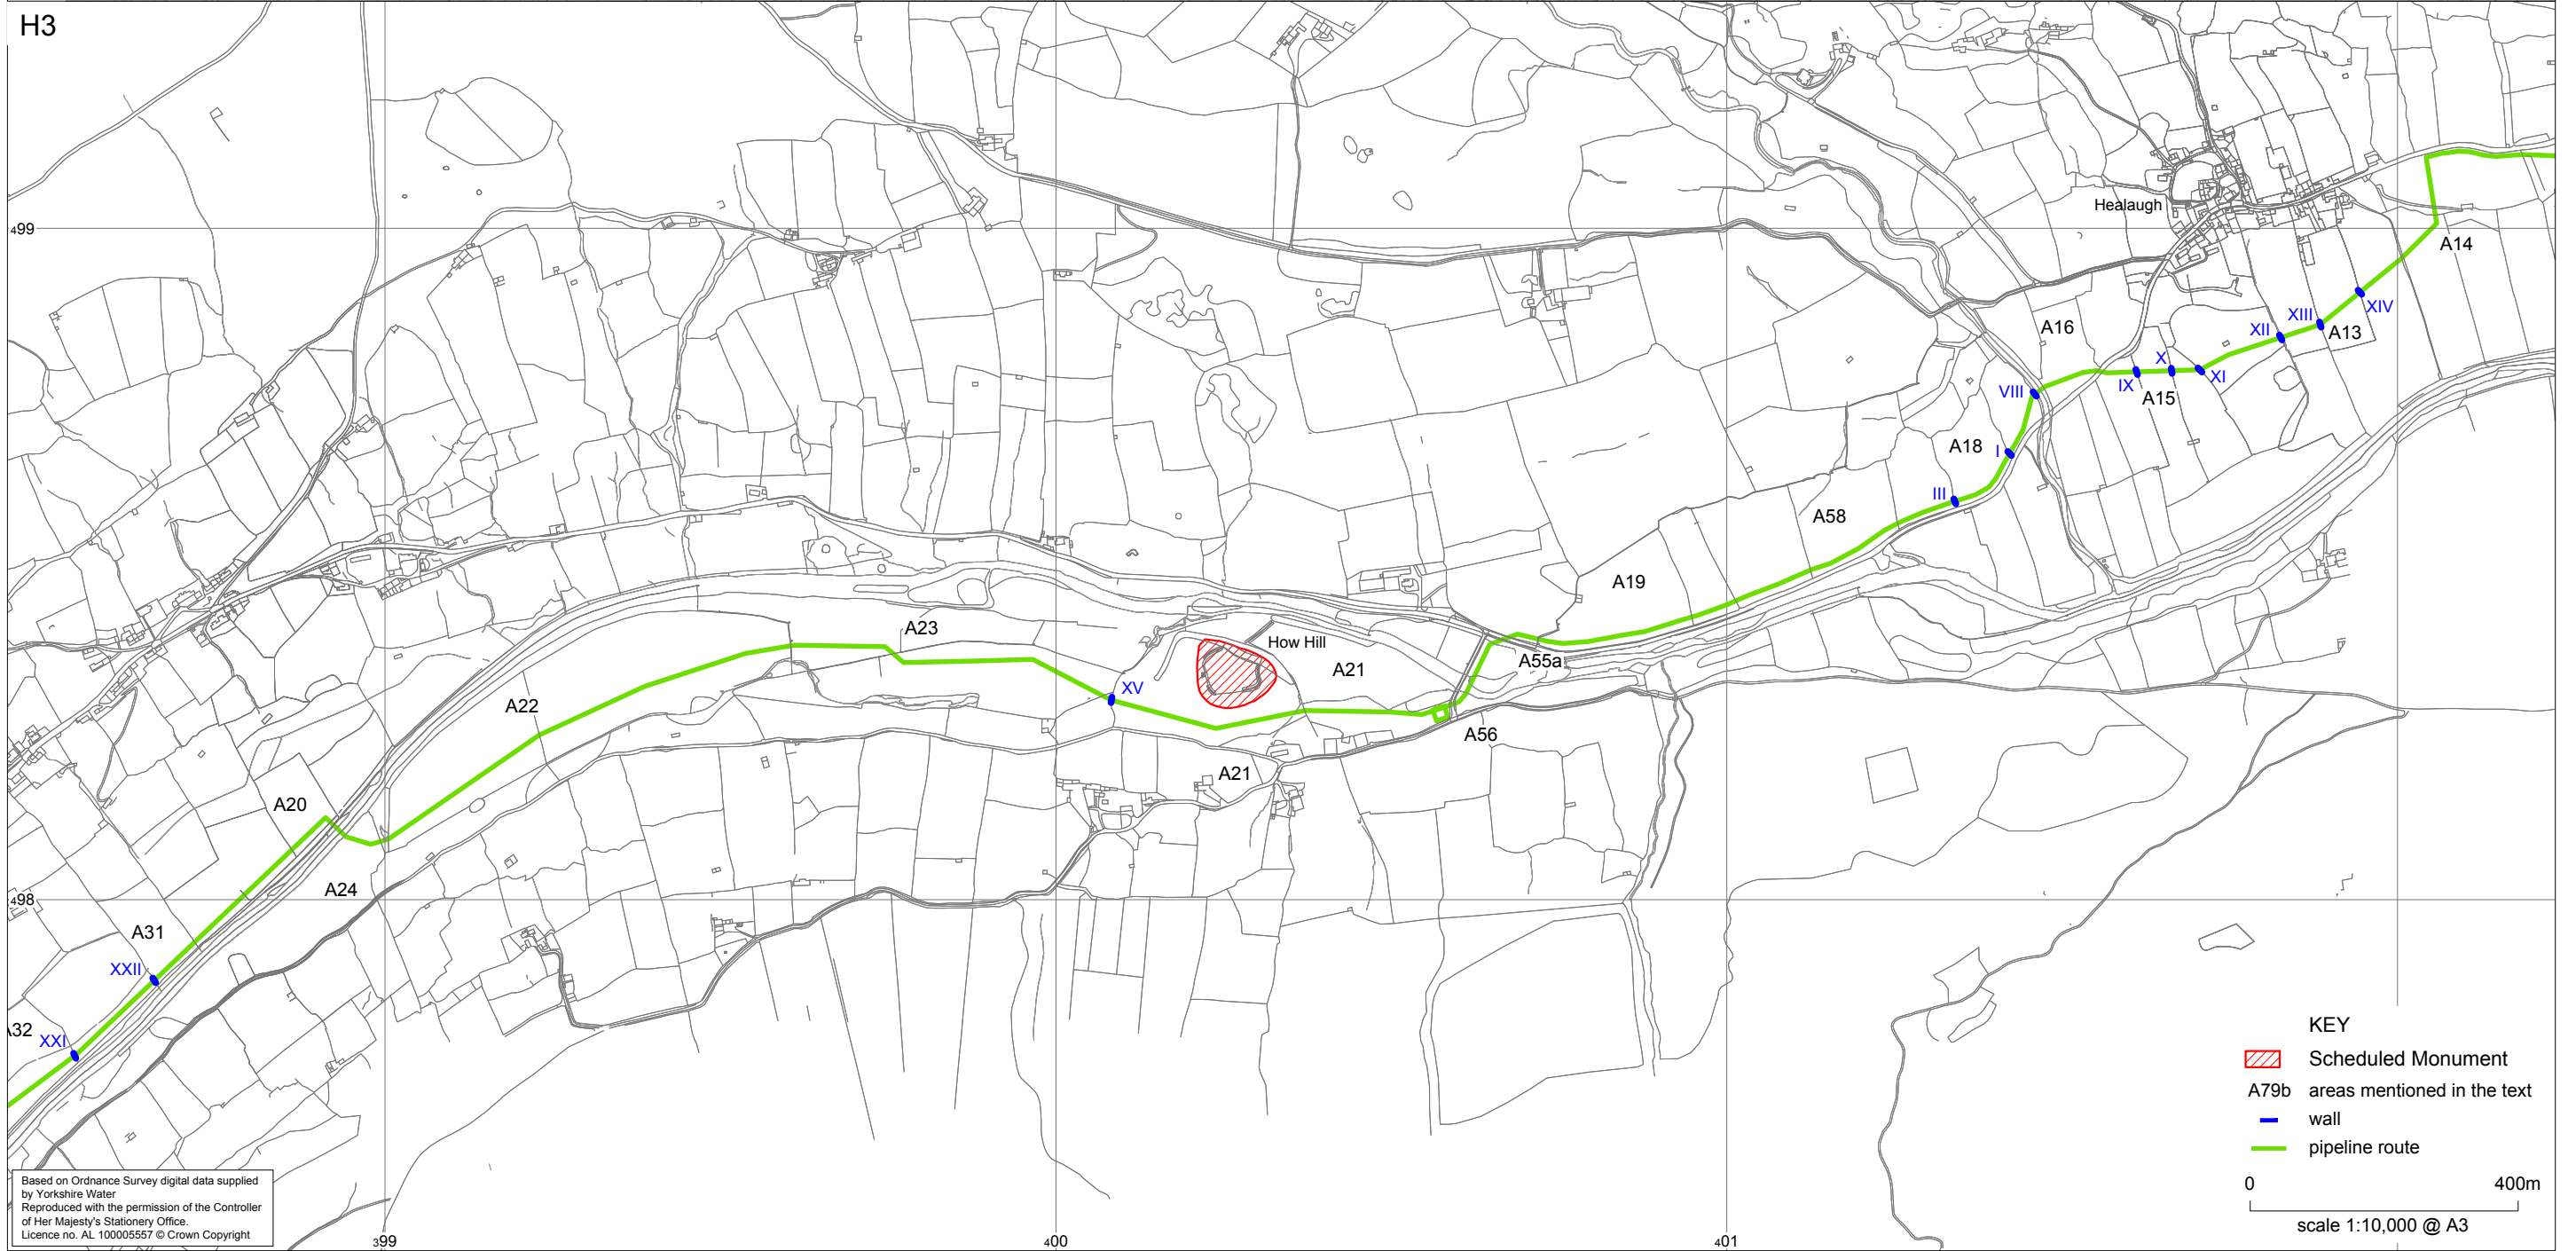 H3
Healaugh
499
A14
XIV
XIII
A13
XII
A16
X
XI
IX
A15
VIII
A18
I
III
A58
A19
A23
How Hill
A21
A55a
XV
A22
A56
A21
A20
A24
498
A31
XXII
A32
XXI
KEY
Scheduled Monument
A79b areas mentioned in the text
wall
pipeline route
0 400m
scale 1:10,000 @ A3
Based on Ordnance Survey digital data supplied
by Yorkshire Water
Reproduced with the permission of the Controller
of Her Majesty's Stationery Office.
Licence no. AL 100005557 © Crown Copyright
399
400
401